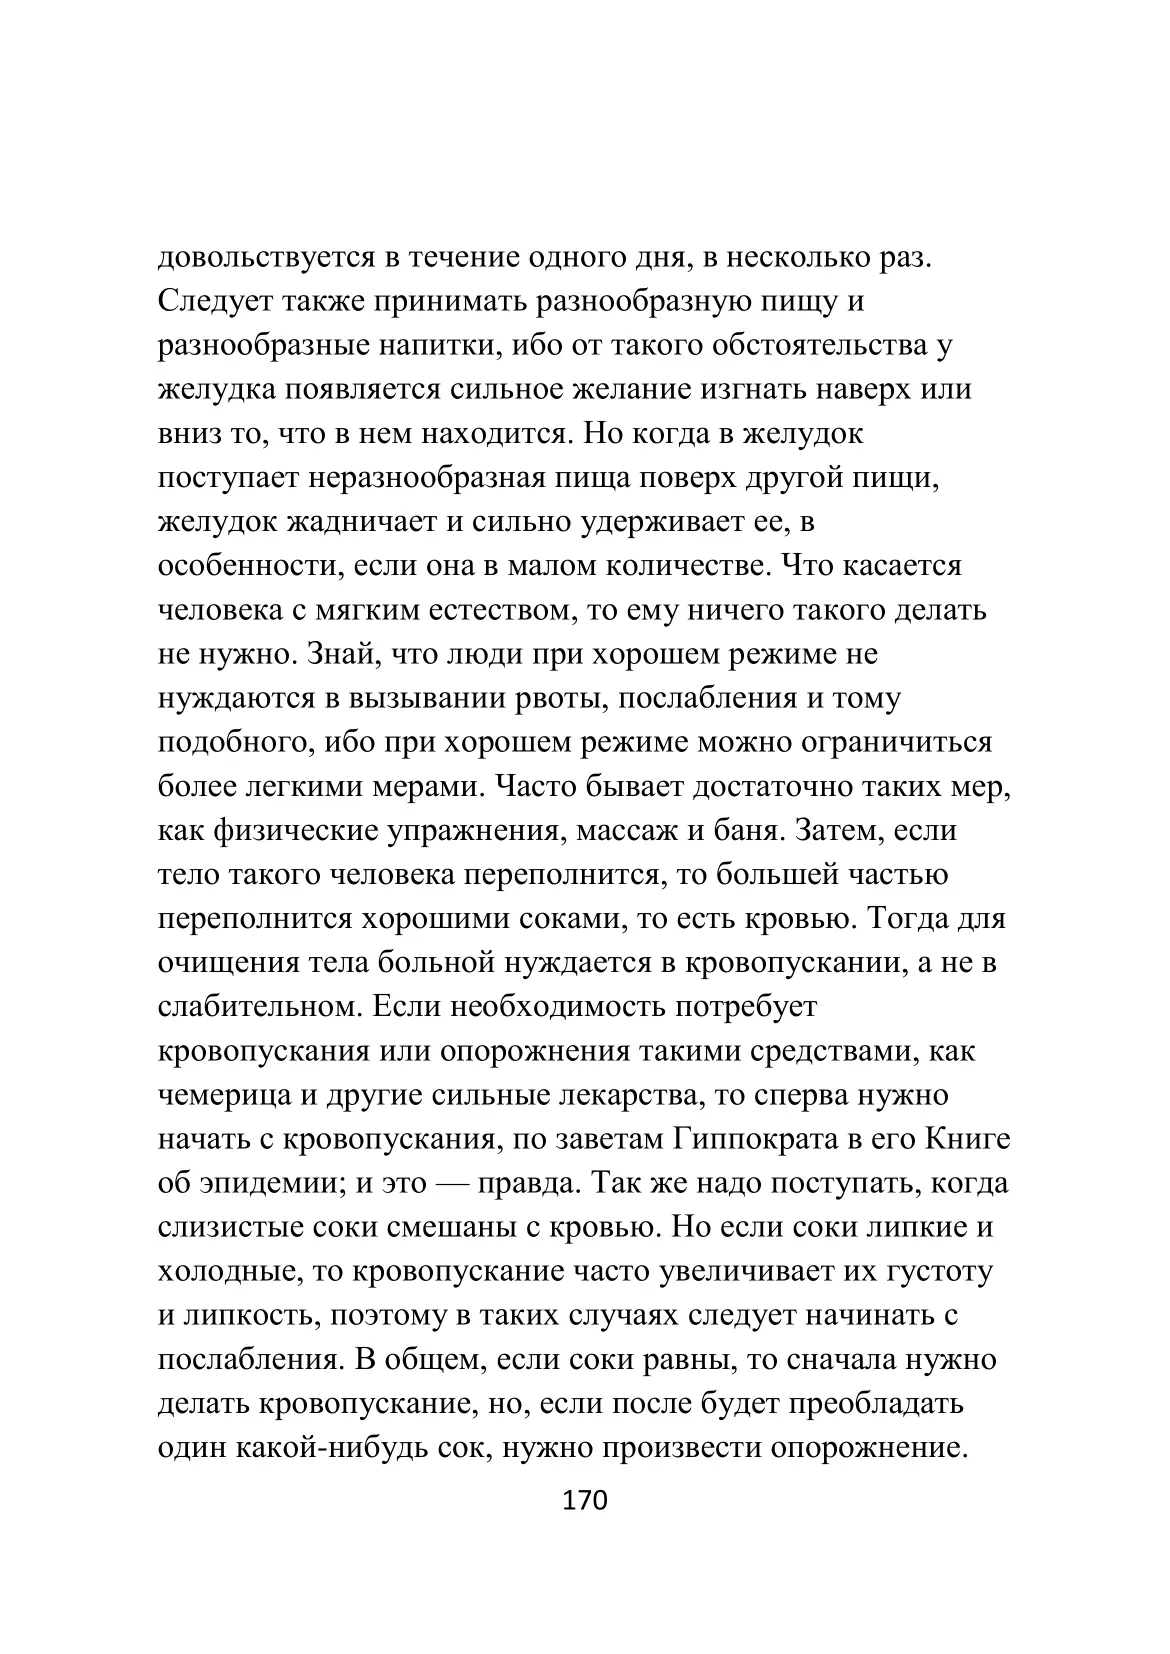 довольствуется в течение одного дня, в несколько раз.
Следует также принимать разнообразную пищу и
разнообразные напитки, ибо от такого обстоятельства у
желудка появляется сильное желание изгнать наверх или
вниз то, что в нем находится. Но когда в желудок
поступает неразнообразная пища поверх другой пищи,
желудок жадничает и сильно удерживает ее, в
особенности, если она в малом количестве. Что касается
человека с мягким естеством, то ему ничего такого делать
не нужно. Знай, что люди при хорошем режиме не
нуждаются в вызывании рвоты, послабления и тому
подобного, ибо при хорошем режиме можно ограничиться
более легкими мерами. Часто бывает достаточно таких мер,
как физические упражнения, массаж и баня. Затем, если
тело такого человека переполнится, то большей частью
переполнится хорошими соками, то есть кровью. Тогда для
очищения тела больной нуждается в кровопускании, а не в
слабительном. Если необходимость потребует
кровопускания или опорожнения такими средствами, как
чемерица и другие сильные лекарства, то сперва нужно
начать с кровопускания, по заветам Гиппократа в его Книге
об эпидемии; и это — правда. Так же надо поступать, когда
слизистые соки смешаны с кровью. Но если соки липкие и
холодные, то кровопускание часто увеличивает их густоту
и липкость, поэтому в таких случаях следует начинать с
послабления. В общем, если соки равны, то сначала нужно
делать кровопускание, но, если после будет преобладать
один какой-нибудь сок, нужно произвести опорожнение.
170